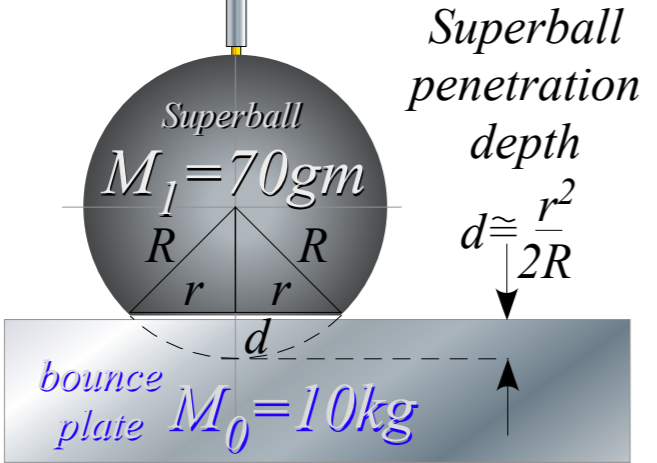 Superball
penetration
depth
d≅r²/2R
Superball
M₁=70gm
R R
r r
d
bounce
plate
M₀=10kg